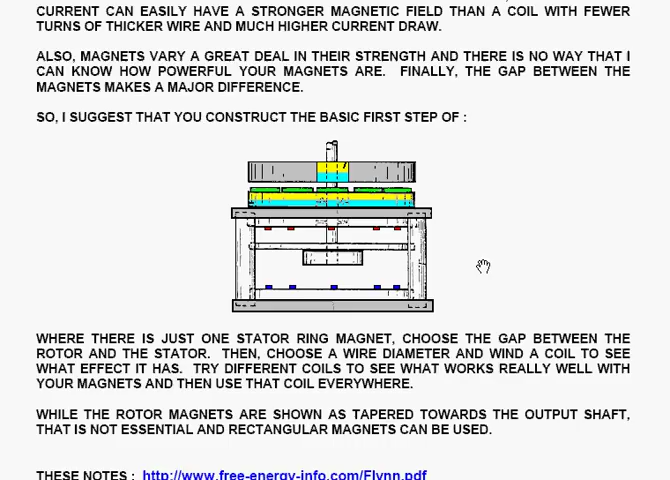 CURRENT CAN EASILY HAVE A STRONGER MAGNETIC FIELD THAN A COIL WITH FEWER
TURNS OF THICKER WIRE AND MUCH HIGHER CURRENT DRAW.
ALSO, MAGNETS VARY A GREAT DEAL IN THEIR STRENGTH AND THERE IS NO WAY THAT I
CAN KNOW HOW POWERFUL YOUR MAGNETS ARE. FINALLY, THE GAP BETWEEN THE
MAGNETS MAKES A MAJOR DIFFERENCE.
SO, I SUGGEST THAT YOU CONSTRUCT THE BASIC FIRST STEP OF :
WHERE THERE IS JUST ONE STATOR RING MAGNET, CHOOSE THE GAP BETWEEN THE
ROTOR AND THE STATOR. THEN, CHOOSE A WIRE DIAMETER AND WIND A COIL TO SEE
WHAT EFFECT IT HAS. TRY DIFFERENT COILS TO SEE WHAT WORKS REALLY WELL WITH
YOUR MAGNETS AND THEN USE THAT COIL EVERYWHERE.
WHILE THE ROTOR MAGNETS ARE SHOWN AS TAPERED TOWARDS THE OUTPUT SHAFT,
THAT IS NOT ESSENTIAL AND RECTANGULAR MAGNETS CAN BE USED.
THESE NOTES : http://www.free-energy-info.com/Flynn.pdf